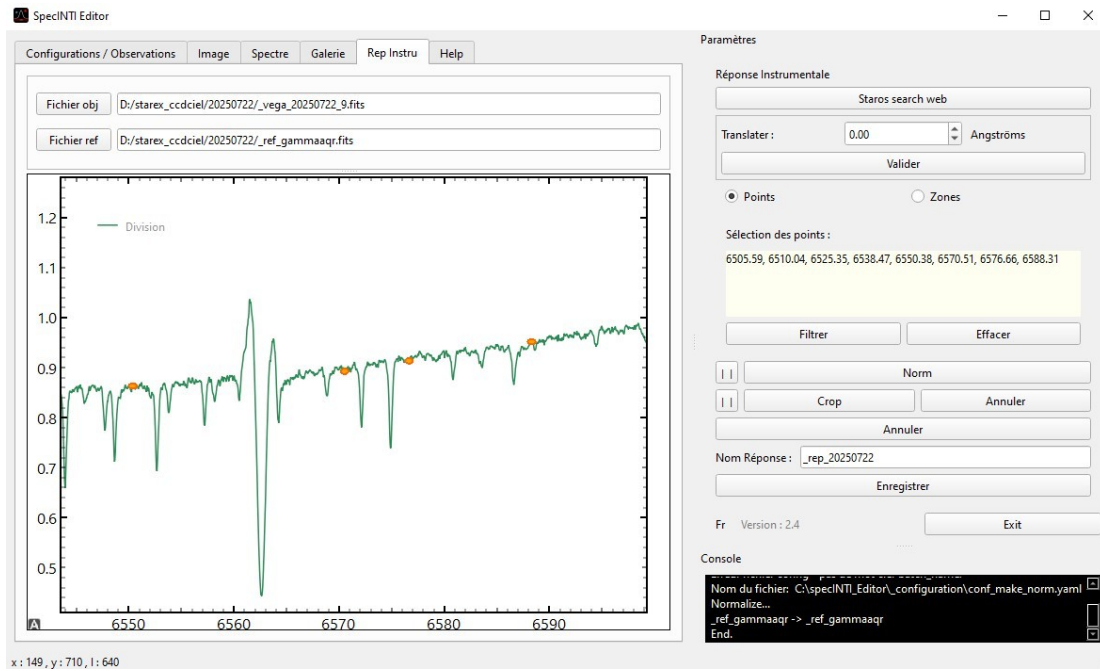 SpecINTI Editor
Configurations / Observations Image Spectre Galerie Rep Instru Help
Fichier obj D:/starex_ccdciel/20250722/_vega_20250722_9.fits
Fichier ref D:/starex_ccdciel/20250722/_ref_gammaaqr.fits
Division
1.2
1.1
1.0
0.9
0.8
0.7
0.6
0.5
A
6550 6560 6570 6580 6590
x : 149 , y : 710 , I : 640
Paramètres
Réponse Instrumentale
Staros search web
Translater : 0.00 Angströms
Valider
Points Zones
Sélection des points :
6505.59, 6510.04, 6525.35, 6538.47, 6550.38, 6570.51, 6576.66, 6588.31
Filtrer Effacer
| | Norm
| | Crop Annuler
Annuler
Nom Réponse : _rep_20250722
Enregistrer
Fr Version : 2.4 Exit
Console
Nom du fichier: C:\specINTI_Editor\_configuration\conf_make_norm.yaml
Normalize...
_ref_gammaaqr -> _ref_gammaaqr
End.